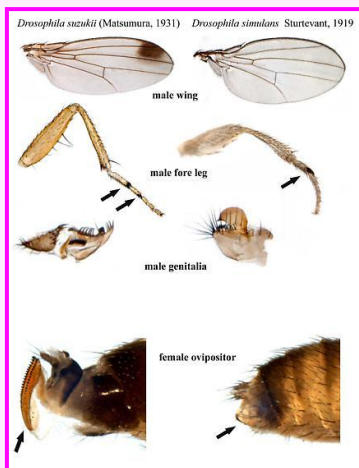 Drosophila suzukii (Matsumura, 1931) Drosophila simulans Sturtevant, 1919
male wing
male fore leg
male genitalia
female ovipositor